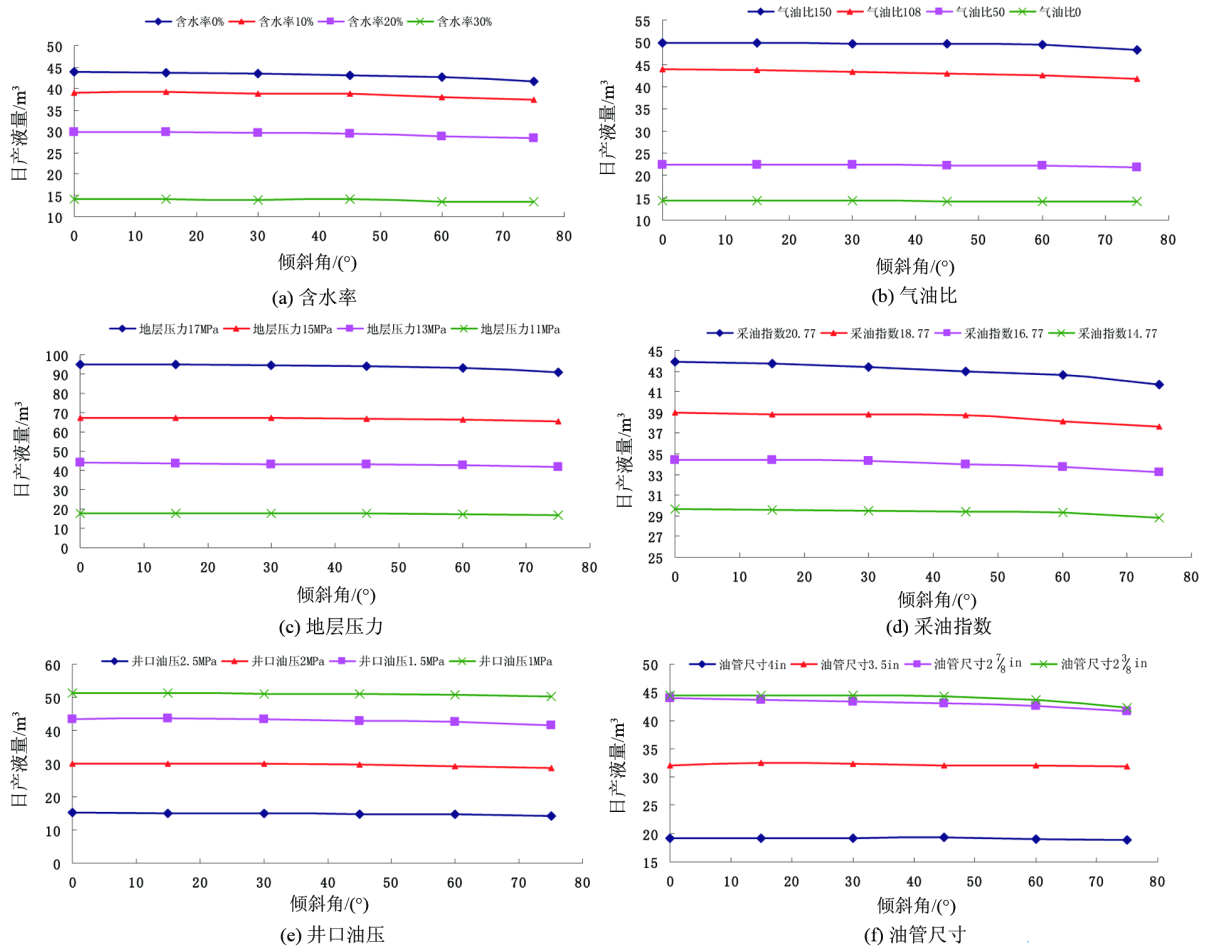 含水率0% 含水率10% 含水率20% 含水率30%
日产液量/m³
50
45
40
35
30
25
20
15
10
0 10 20 30 40 50 60 70 80
倾斜角/(°)
(a) 含水率
气油比150 气油比108 气油比50 气油比0
日产液量/m³
55
50
45
40
35
30
25
20
15
10
0 10 20 30 40 50 60 70 80
倾斜角/(°)
(b) 气油比
地层压力17MPa 地层压力15MPa 地层压力13MPa 地层压力11MPa
日产液量/m³
100
90
80
70
60
50
40
30
20
10
0
0 10 20 30 40 50 60 70 80
倾斜角/(°)
(c) 地层压力
采油指数20.77 采油指数18.77 采油指数16.77 采油指数14.77
日产液量/m³
45
43
41
39
37
35
33
31
29
27
25
0 10 20 30 40 50 60 70 80
倾斜角/(°)
(d) 采油指数
井口油压2.5MPa 井口油压2MPa 井口油压1.5MPa 井口油压1MPa
日产液量/m³
60
50
40
30
20
10
0
0 10 20 30 40 50 60 70 80
倾斜角/(°)
(e) 井口油压
油管尺寸4in 油管尺寸3.5in 油管尺寸2 7/8 in 油管尺寸2 3/8 in
日产液量/m³
50
45
40
35
30
25
20
15
0 10 20 30 40 50 60 70 80
倾斜角/(°)
(f) 油管尺寸